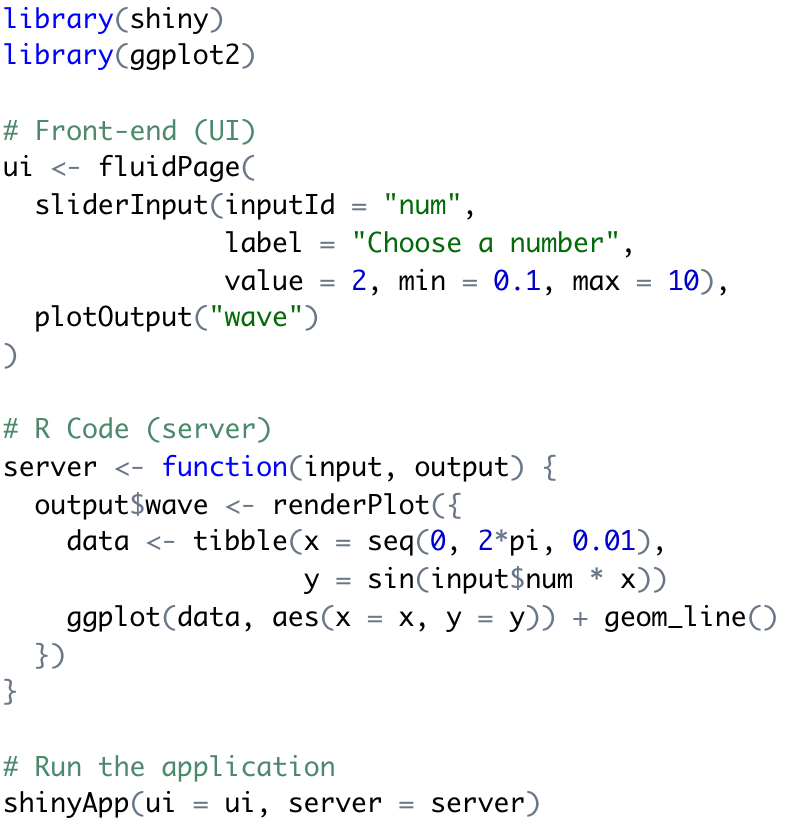 library(shiny)
library(ggplot2)

# Front-end (UI)
ui <- fluidPage(
  sliderInput(inputId = "num",
              label = "Choose a number",
              value = 2, min = 0.1, max = 10),
  plotOutput("wave")
)

# R Code (server)
server <- function(input, output) {
  output$wave <- renderPlot({
    data <- tibble(x = seq(0, 2*pi, 0.01),
                   y = sin(input$num * x))
    ggplot(data, aes(x = x, y = y)) + geom_line()
  })
}

# Run the application
shinyApp(ui = ui, server = server)